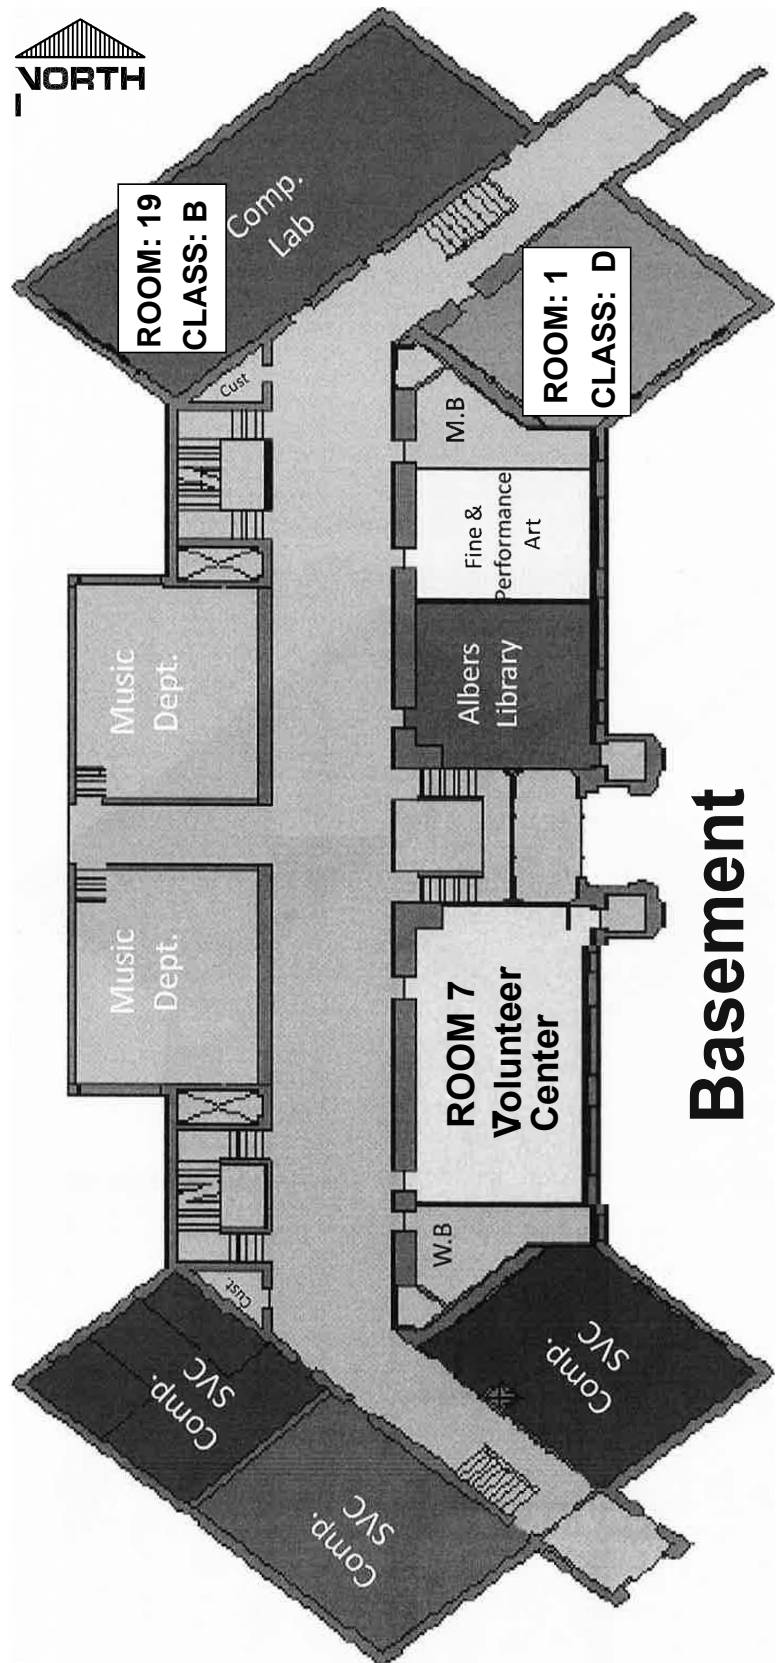 NORTH
ROOM: 19
CLASS: B
Comp.
Lab
ROOM: 1
CLASS: D
Cust
M.B
Fine &
Performance
Art
Music
Dept.
Albers
Library
Music
Dept.
ROOM 7
Volunteer
Center
Basement
W.B
Cust.
Comp.
SVC
Comp.
SVC
Comp.
SVC